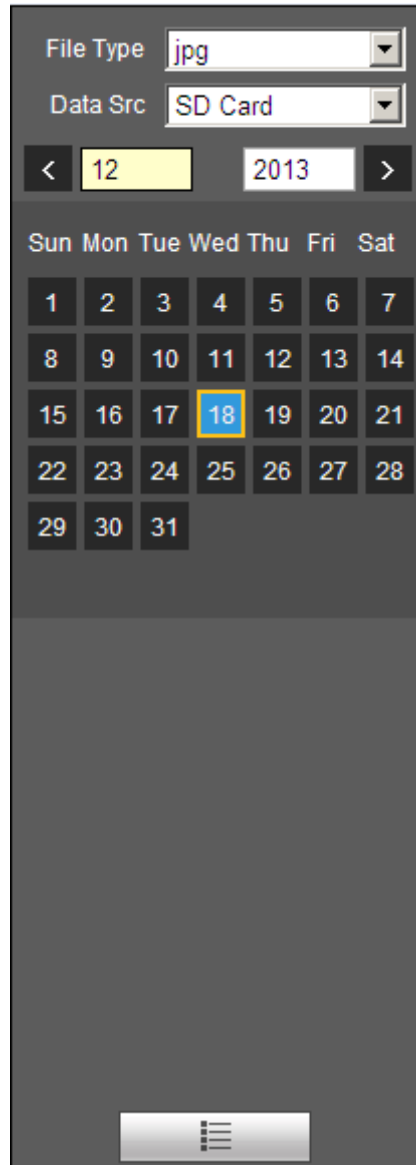 File Type jpg
Data Src SD Card
< 12 2013 >
Sun Mon Tue Wed Thu Fri Sat
1 2 3 4 5 6 7
8 9 10 11 12 13 14
15 16 17 18 19 20 21
22 23 24 25 26 27 28
29 30 31